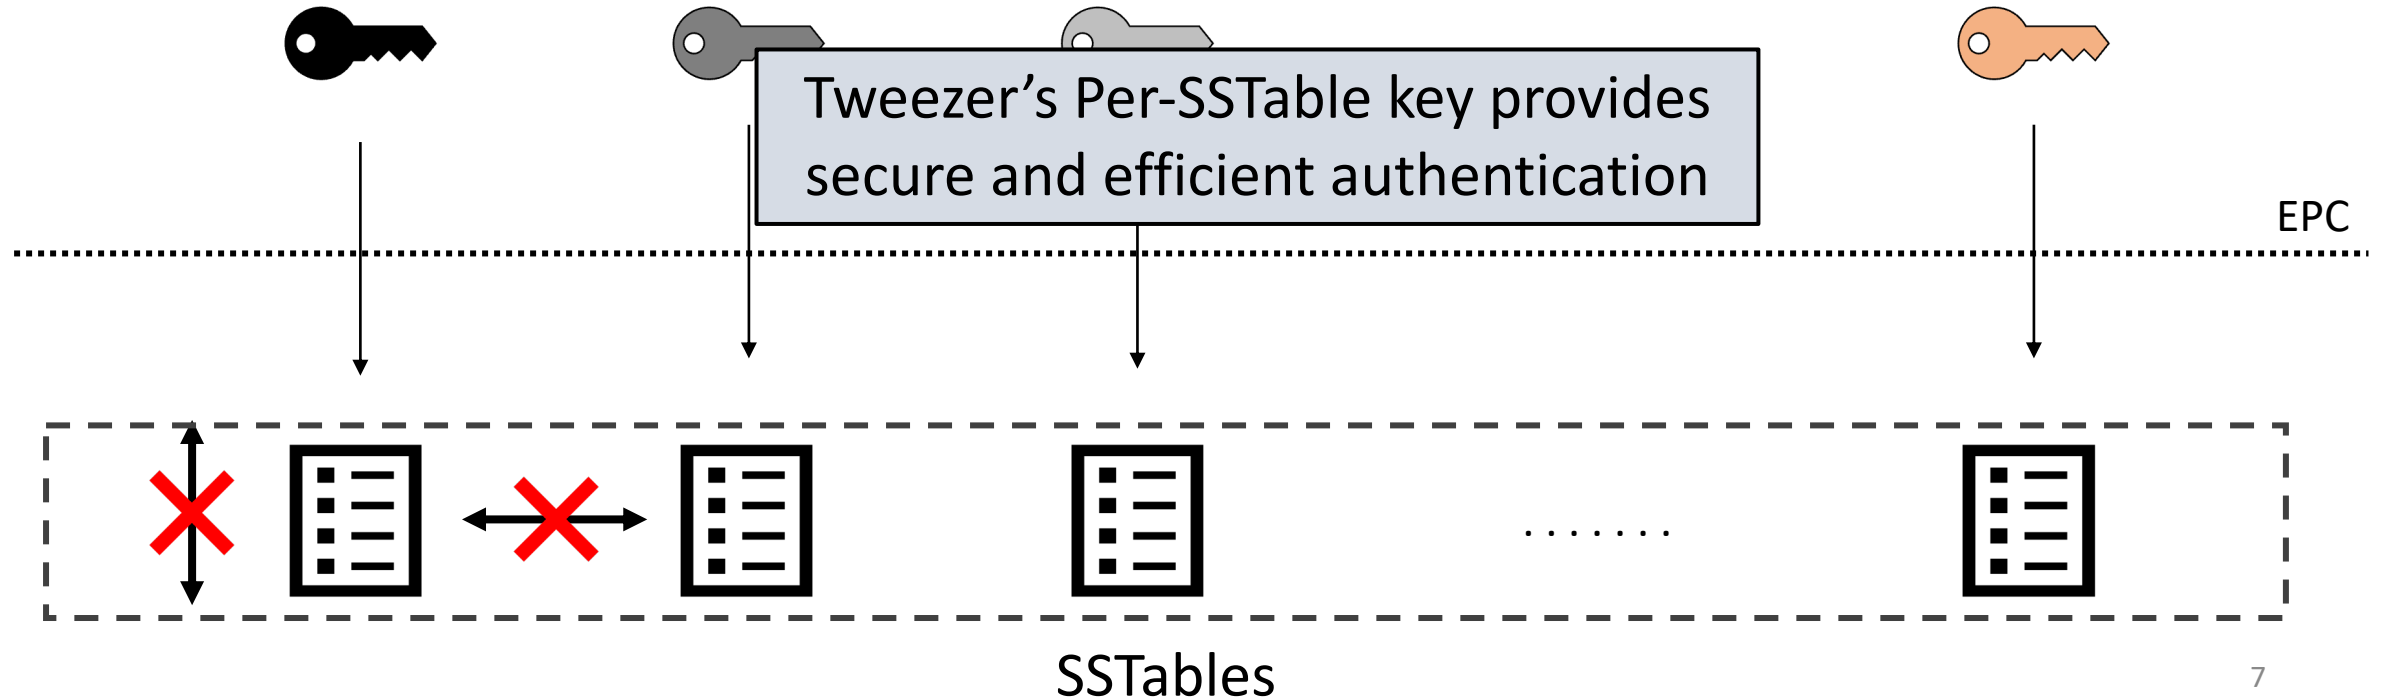 Tweezer’s Per-SSTable key provides
secure and efficient authentication
EPC
.......
SSTables
7